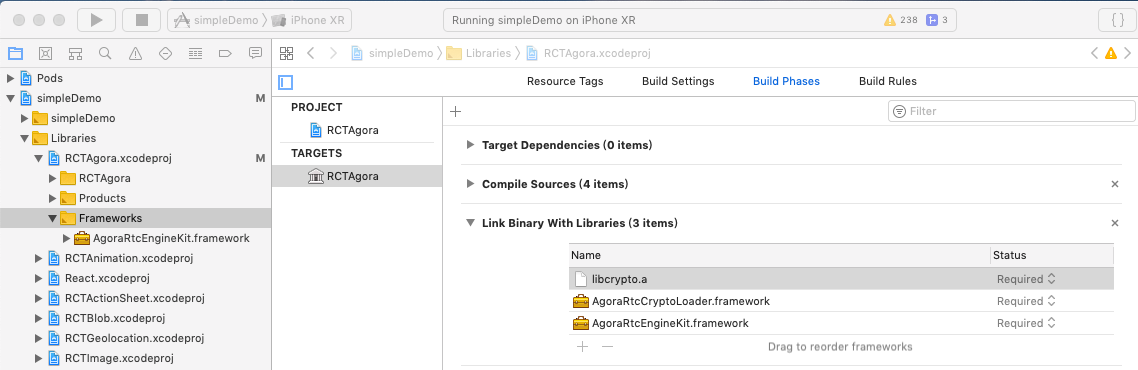 simpleDemo iPhone XR Running simpleDemo on iPhone XR 238 3 { }
simpleDemo Libraries RCTAgora.xcodeproj
Pods
simpleDemo M
simpleDemo
Libraries
RCTAgora.xcodeproj M
RCTAgora
Products
Frameworks
AgoraRtcEngineKit.framework
RCTAnimation.xcodeproj
React.xcodeproj
RCTActionSheet.xcodeproj
RCTBlob.xcodeproj
RCTGeolocation.xcodeproj
RCTImage.xcodeproj
Resource Tags Build Settings Build Phases Build Rules
PROJECT
RCTAgora
TARGETS
RCTAgora
+ Filter
Target Dependencies (0 items)
Compile Sources (4 items) ×
Link Binary With Libraries (3 items) ×
Name Status
libcrypto.a Required
AgoraRtcCryptoLoader.framework Required
AgoraRtcEngineKit.framework Required
+ − Drag to reorder frameworks